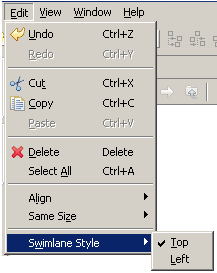 Edit View Window Help
Undo Ctrl+Z
Redo Ctrl+Y
Cut Ctrl+X
Copy Ctrl+C
Paste Ctrl+V
Delete Delete
Select All Ctrl+A
Align
Same Size
Swimlane Style
Top
Left